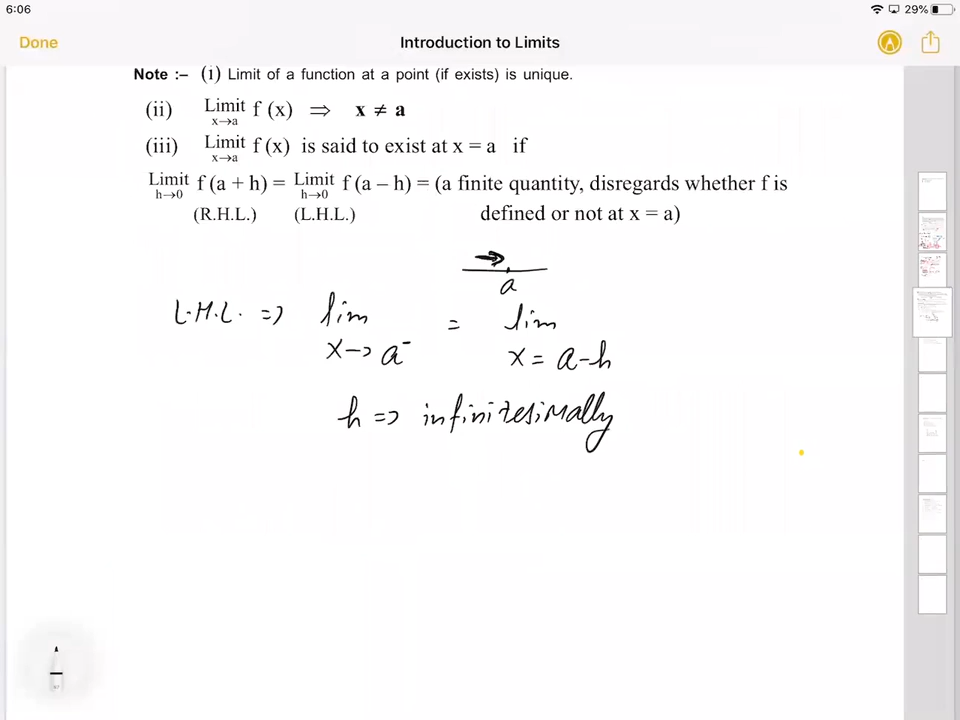 6:06
29%
Done
Introduction to Limits
Note :– (i) Limit of a function at a point (if exists) is unique.
(ii) Limit f (x) ⇒ x ≠ a
x→a
(iii) Limit f (x) is said to exist at x = a if
x→a
Limit f (a + h) = Limit f (a – h) = (a finite quantity, disregards whether f is
h→0 h→0
(R.H.L.) (L.H.L.) defined or not at x = a)
a
L.H.L. => lim = lim
x→a⁻ x = a-h
h => infinitesimally